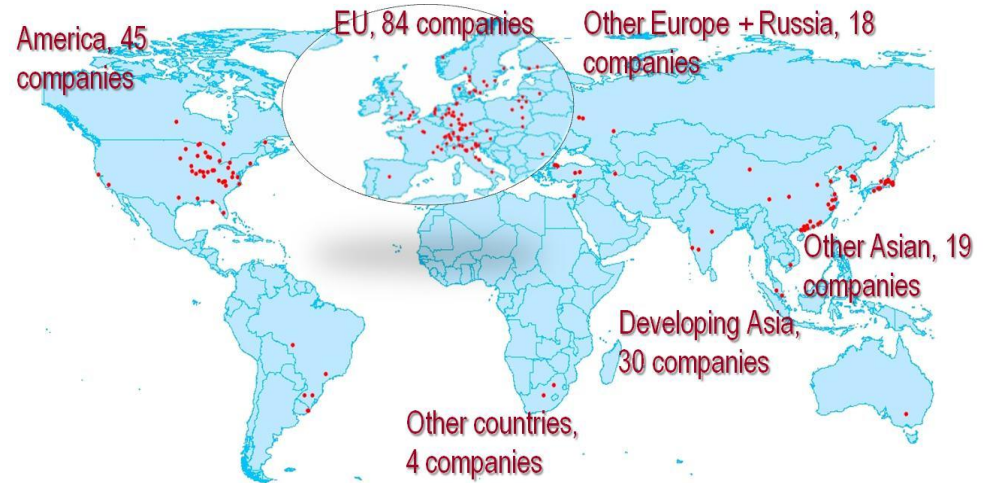 America, 45
companies
EU, 84 companies
Other Europe + Russia, 18
companies
Other Asian, 19
companies
Developing Asia,
30 companies
Other countries,
4 companies